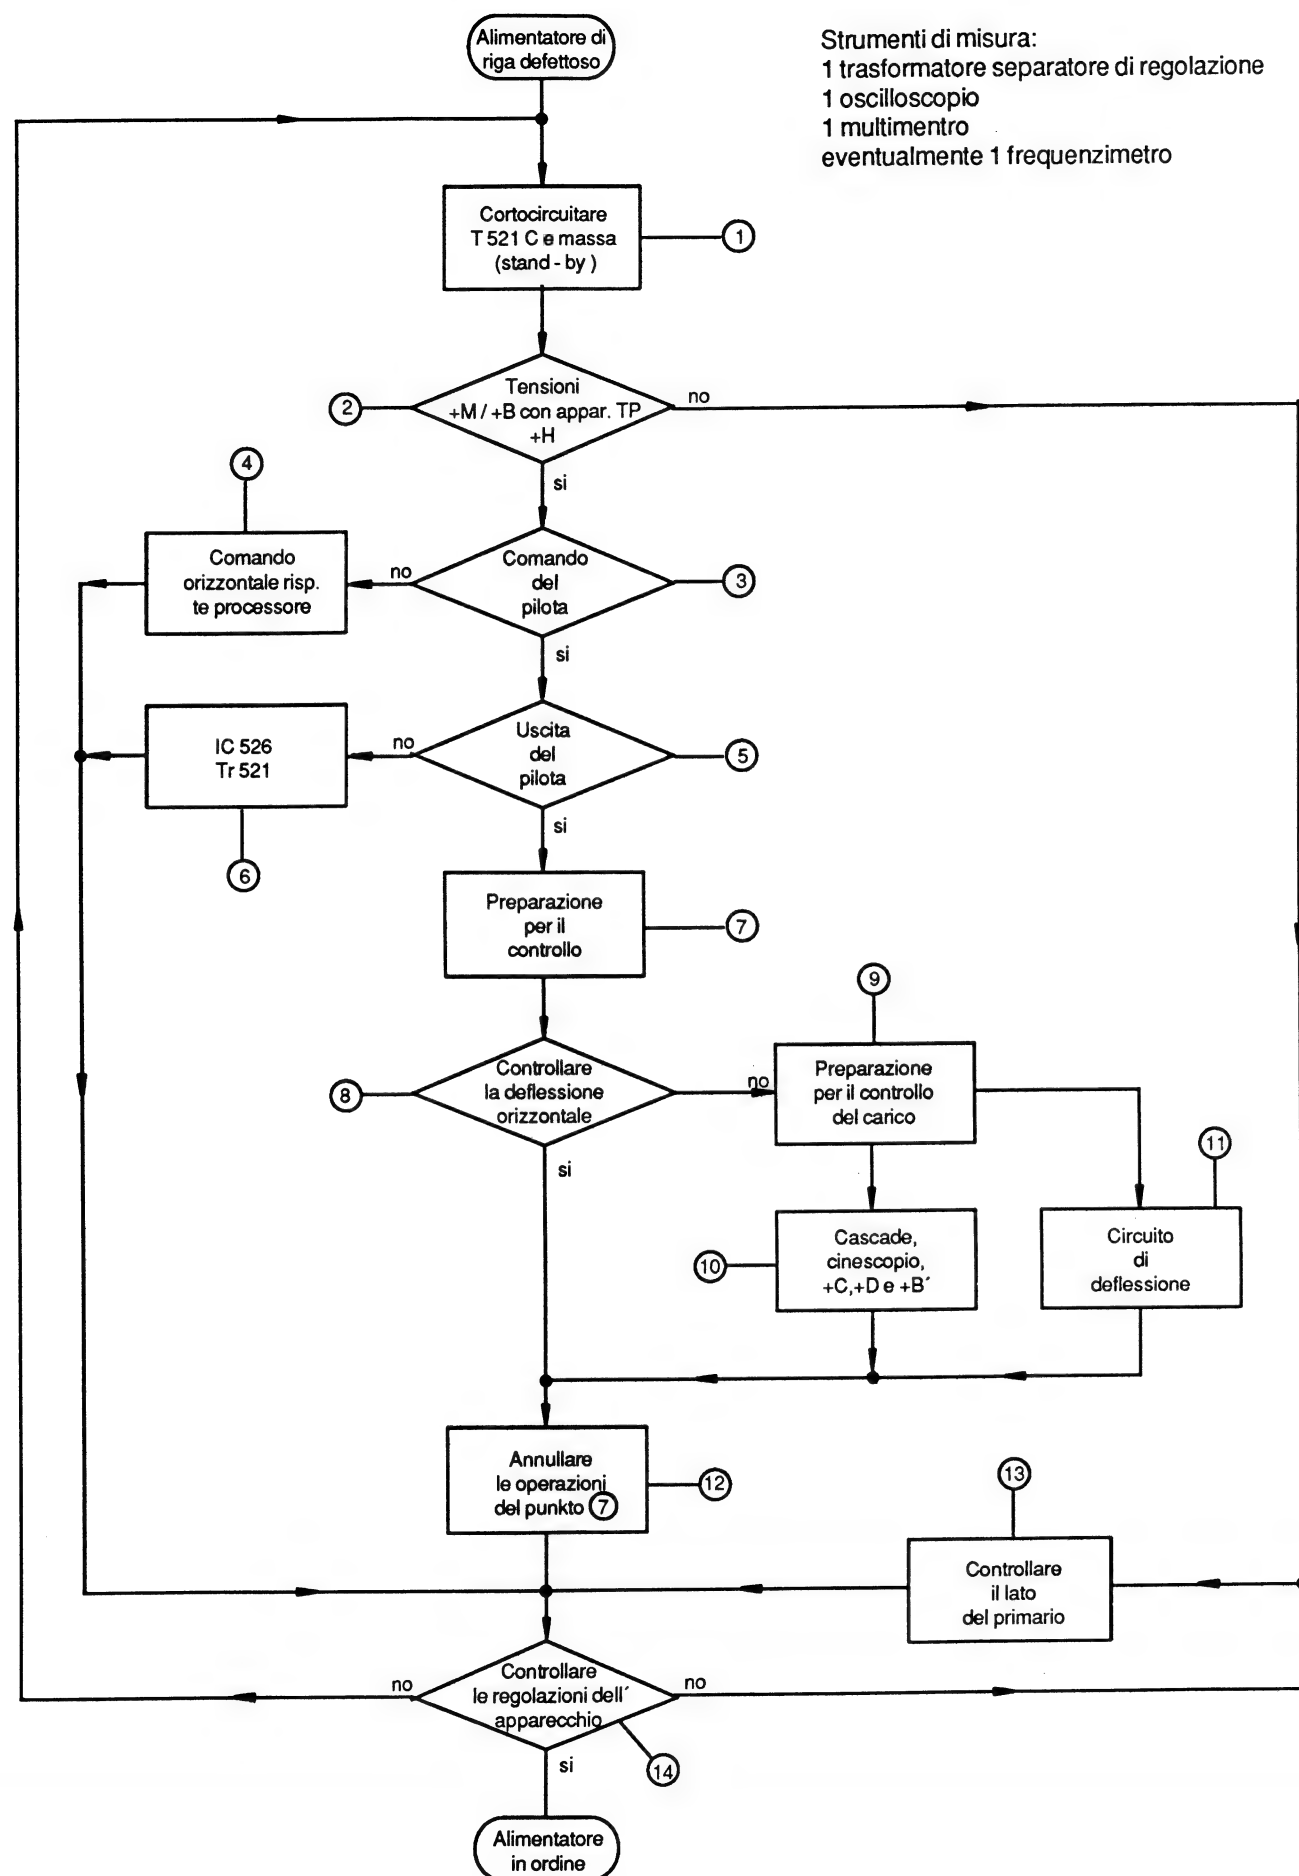 Alimentatore di
riga defettoso
Strumenti di misura:
1 trasformatore separatore di regolazione
1 oscilloscopio
1 multimentro
eventualmente 1 frequenzimetro
Cortocircuitare
T 521 C e massa
(stand - by )
1
Tensioni
+M / +B con appar. TP
+H
2
no
si
4
Comando
orizzontale risp.
te processore
no
Comando
del
pilota
3
si
IC 526
Tr 521
no
Uscita
del
pilota
5
6
si
Preparazione
per il
controllo
7
9
Controllare
la deflessione
orizzontale
8
no
Preparazione
per il controllo
del carico
si
11
Cascade,
cinescopio,
+C,+D e +B´
10
Circuito
di
deflessione
Annullare
le operazioni
del punkto 7
12
13
Controllare
il lato
del primario
Controllare
le regolazioni dell´
apparecchio
no
no
14
si
Alimentatore
in ordine